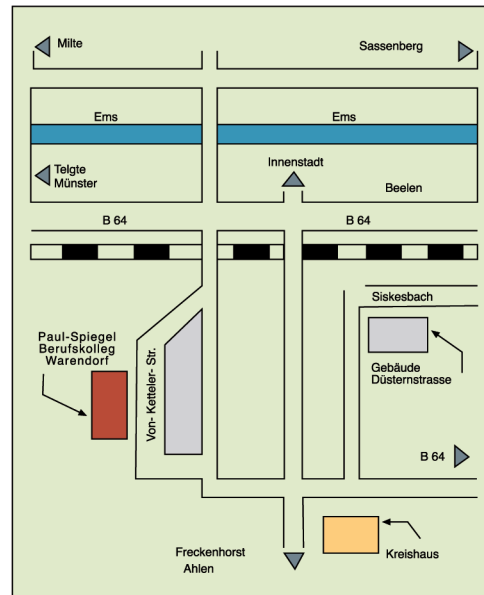 Milte
Sassenberg
Ems
Ems
Telgte
Münster
Innenstadt
Beelen
B 64
B 64
Siskesbach
Paul-Spiegel
Berufskolleg
Warendorf
Von- Ketteler- Str.
Gebäude
Düsternstrasse
B 64
Freckenhorst
Ahlen
Kreishaus